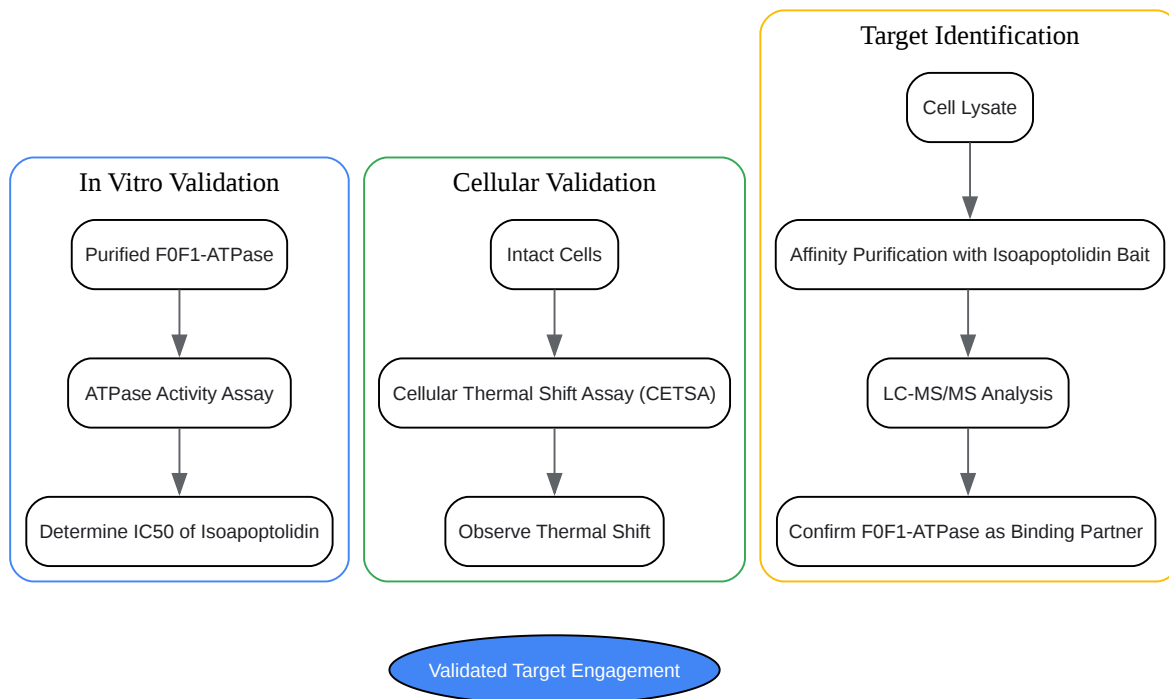 In Vitro Validation
Purified F0F1-ATPase
ATPase Activity Assay
Determine IC50 of Isoapoptolidin
Cellular Validation
Intact Cells
Cellular Thermal Shift Assay (CETSA)
Observe Thermal Shift
Target Identification
Cell Lysate
Affinity Purification with Isoapoptolidin Bait
LC-MS/MS Analysis
Confirm F0F1-ATPase as Binding Partner
Validated Target Engagement